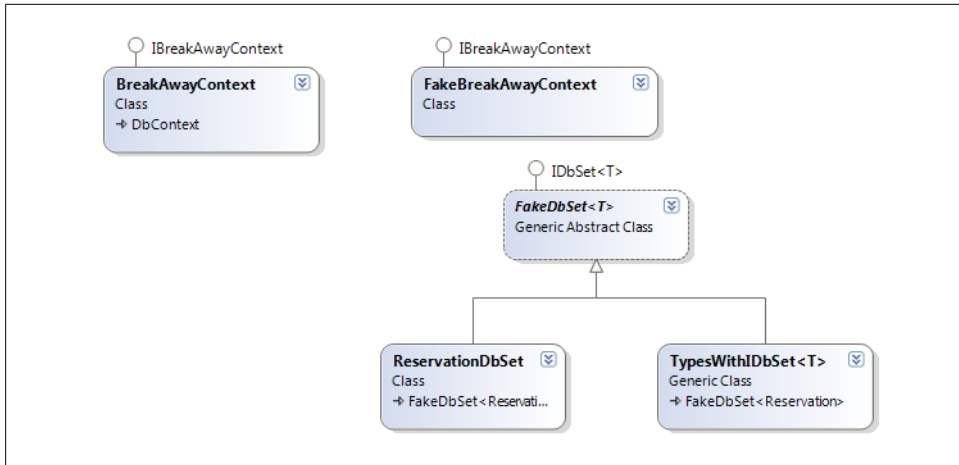 IBreakAwayContext
BreakAwayContext
Class
DbContext
IBreakAwayContext
FakeBreakAwayContext
Class
IDbSet<T>
FakeDbSet<T>
Generic Abstract Class
ReservationDbSet
Class
FakeDbSet<Reservati...
TypesWithIDbSet<T>
Generic Class
FakeDbSet<Reservation>